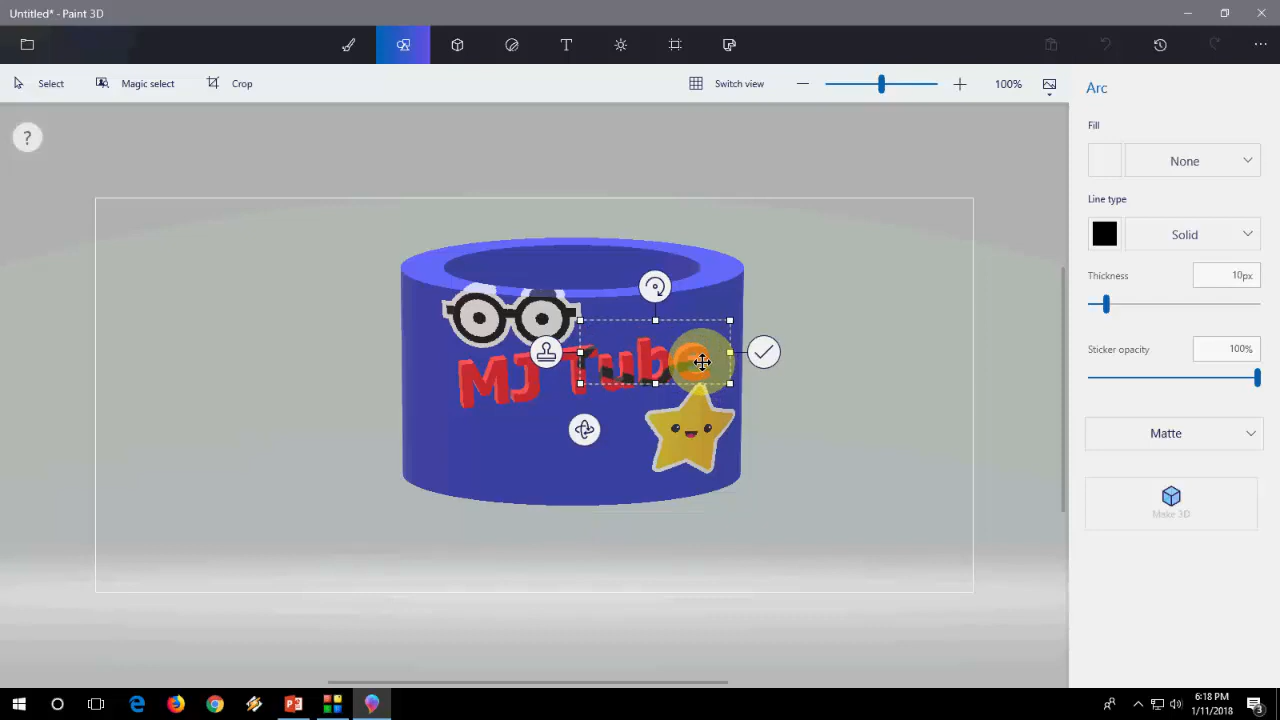 Untitled* - Paint 3D
Select
Magic select
Crop
Switch view
100%
Arc
Fill
None
Line type
Solid
Thickness
10px
Sticker opacity
100%
Matte
Make 3D
?
MJ Tube
6:18 PM
1/11/2018
3